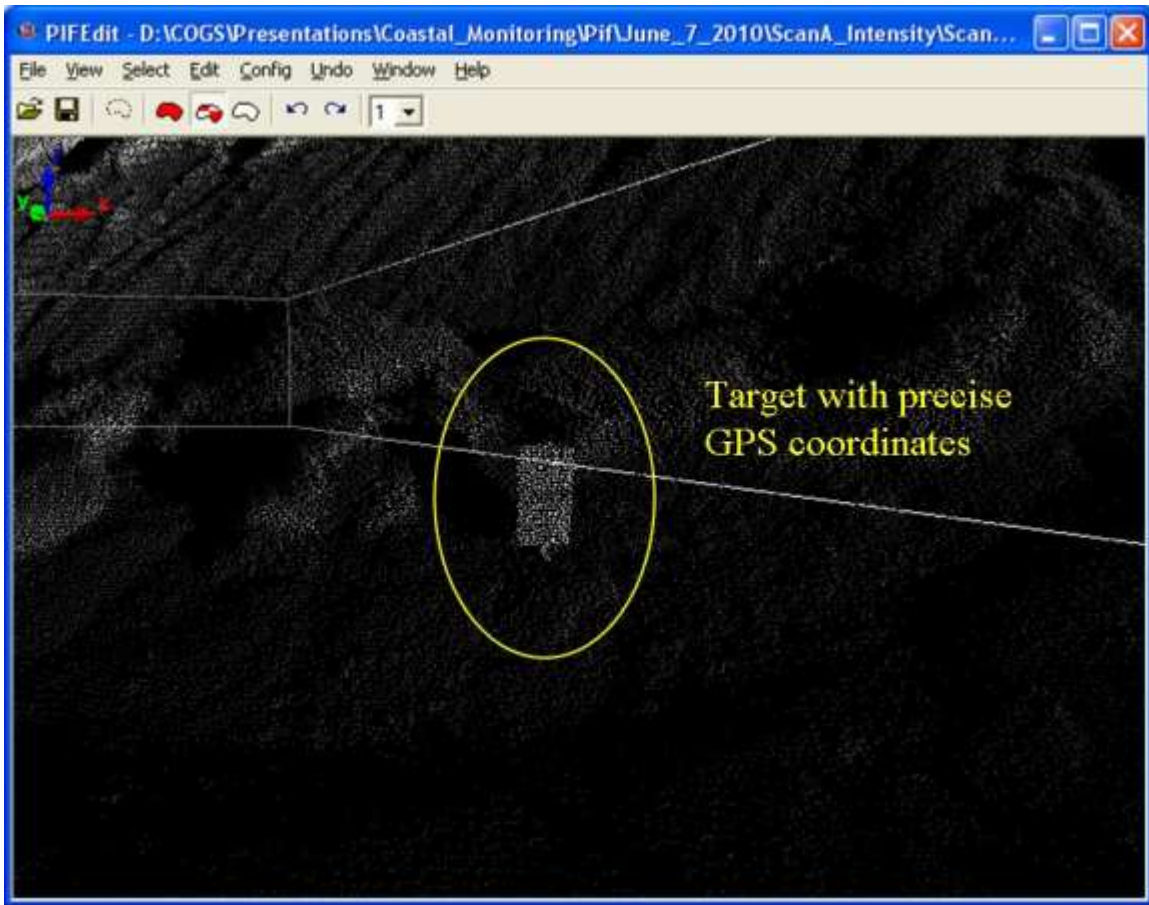 PIFEdit - D:\COGS\Presentations\Coastal_Monitoring\Pif\June_7_2010\ScanA_Intensity\Scan...
File View Select Edit Config Undo Window Help
1
z
y x
Target with precise
GPS coordinates